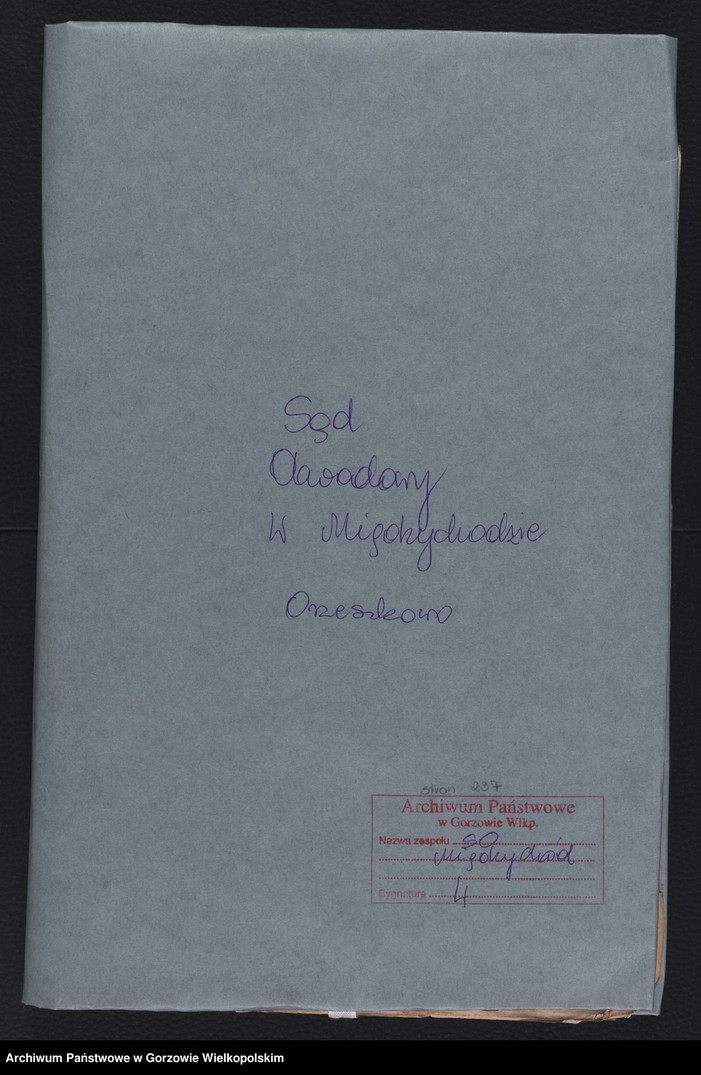 Sąd
Obwodowy
w Międzychodzie
Orzeszkowo
stron 237
Archiwum Państwowe
w Gorzowie Wlkp.
Nazwa zespołu SO
Międzychód
Sygnatura 4
Archiwum Państwowe w Gorzowie Wielkopolskim